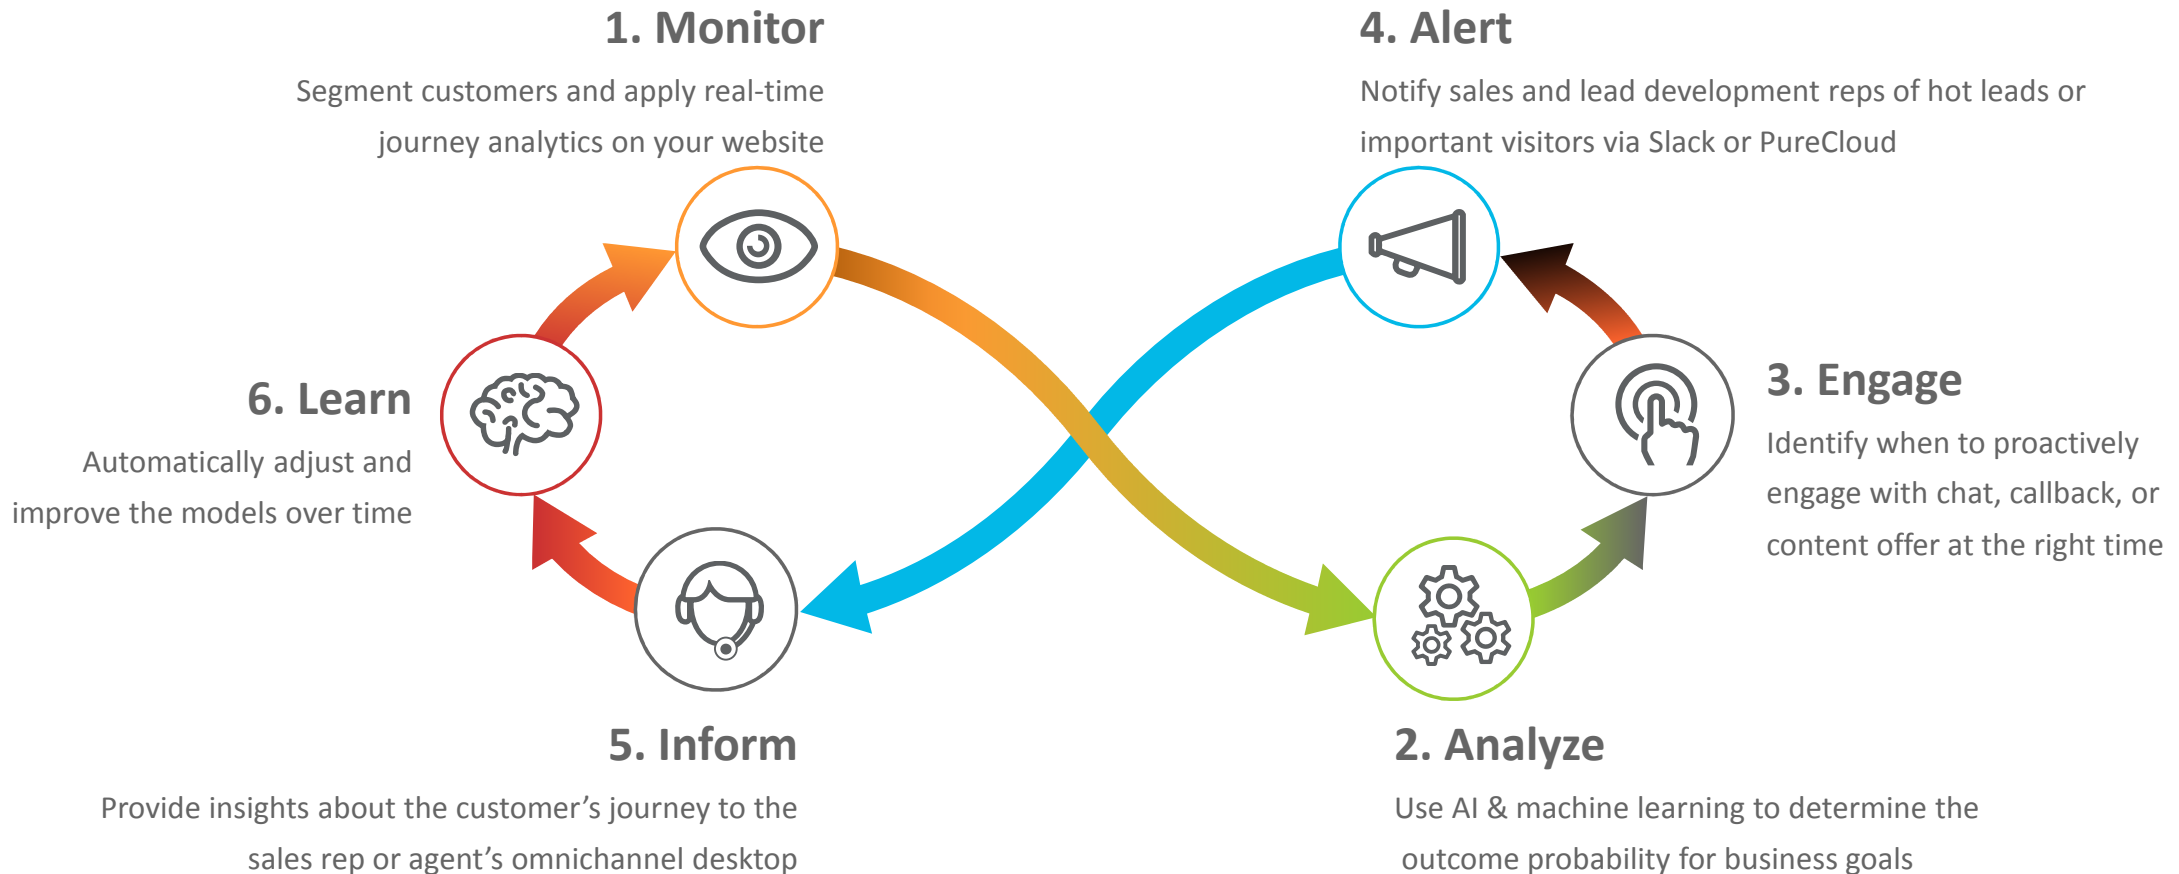 1. Monitor
Segment customers and apply real-time
journey analytics on your website
4. Alert
Notify sales and lead development reps of hot leads or
important visitors via Slack or PureCloud
6. Learn
Automatically adjust and
improve the models over time
3. Engage
Identify when to proactively
engage with chat, callback, or
content offer at the right time
5. Inform
Provide insights about the customer’s journey to the
sales rep or agent’s omnichannel desktop
2. Analyze
Use AI & machine learning to determine the
outcome probability for business goals